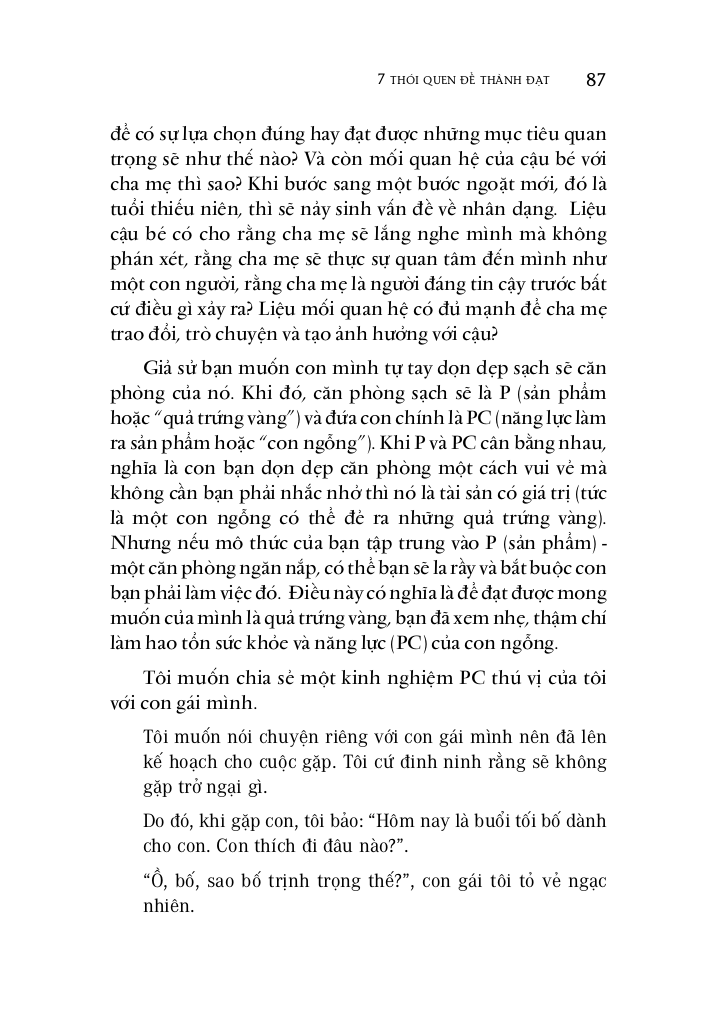 7 THÓI QUEN ĐỂ THÀNH ĐẠT 87
để có sự lựa chọn đúng hay đạt được những mục tiêu quan
trọng sẽ như thế nào? Và còn mối quan hệ của cậu bé với
cha mẹ thì sao? Khi bước sang một bước ngoặt mới, đó là
tuổi thiếu niên, thì sẽ nảy sinh vấn đề về nhân dạng. Liệu
cậu bé có cho rằng cha mẹ sẽ lắng nghe mình mà không
phán xét, rằng cha mẹ sẽ thực sự quan tâm đến mình như
một con người, rằng cha mẹ là người đáng tin cậy trước bất
cứ điều gì xảy ra? Liệu mối quan hệ có đủ mạnh để cha mẹ
trao đổi, trò chuyện và tạo ảnh hưởng với cậu?
Giả sử bạn muốn con mình tự tay dọn dẹp sạch sẽ căn
phòng của nó. Khi đó, căn phòng sạch sẽ là P (sản phẩm
hoặc “quả trứng vàng”) và đứa con chính là PC (năng lực làm
ra sản phẩm hoặc “con ngỗng”). Khi P và PC cân bằng nhau,
nghĩa là con bạn dọn dẹp căn phòng một cách vui vẻ mà
không cần bạn phải nhắc nhở thì nó là tài sản có giá trị (tức
là một con ngỗng có thể đẻ ra những quả trứng vàng).
Nhưng nếu mô thức của bạn tập trung vào P (sản phẩm) -
một căn phòng ngăn nắp, có thể bạn sẽ la rầy và bắt buộc con
bạn phải làm việc đó. Điều này có nghĩa là để đạt được mong
muốn của mình là quả trứng vàng, bạn đã xem nhẹ, thậm chí
làm hao tổn sức khỏe và năng lực (PC) của con ngỗng.
Tôi muốn chia sẻ một kinh nghiệm PC thú vị của tôi
với con gái mình.
Tôi muốn nói chuyện riêng với con gái mình nên đã lên
kế hoạch cho cuộc gặp. Tôi cứ đinh ninh rằng sẽ không
gặp trở ngại gì.
Do đó, khi gặp con, tôi bảo: “Hôm nay là buổi tối bố dành
cho con. Con thích đi đâu nào?”.
“Ồ, bố, sao bố trịnh trọng thế?”, con gái tôi tỏ vẻ ngạc
nhiên.